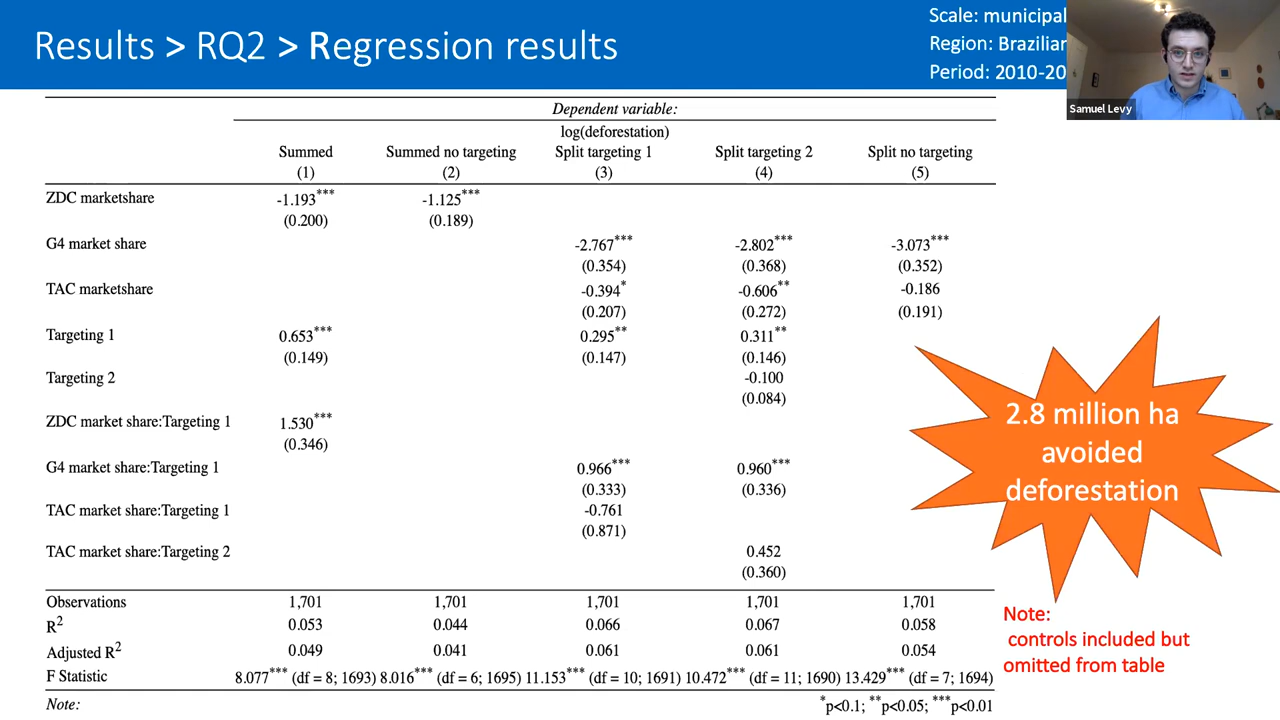 Results > RQ2 > Regression results
Scale: municipal
Region: Brazilian
Period: 2010-20
Samuel Levy
Dependent variable:
log(deforestation)
Summed Summed no targeting Split targeting 1 Split targeting 2 Split no targeting
(1) (2) (3) (4) (5)
ZDC marketshare -1.193*** -1.125***
(0.200) (0.189)
G4 market share -2.767*** -2.802*** -3.073***
(0.354) (0.368) (0.352)
TAC marketshare -0.394* -0.606** -0.186
(0.207) (0.272) (0.191)
Targeting 1 0.653*** 0.295** 0.311**
(0.149) (0.147) (0.146)
Targeting 2 -0.100
(0.084)
ZDC market share:Targeting 1 1.530***
(0.346)
G4 market share:Targeting 1 0.966*** 0.960***
(0.333) (0.336)
TAC market share:Targeting 1 -0.761
(0.871)
TAC market share:Targeting 2 0.452
(0.360)
Observations 1,701 1,701 1,701 1,701 1,701
R2 0.053 0.044 0.066 0.067 0.058
Adjusted R2 0.049 0.041 0.061 0.061 0.054
F Statistic 8.077*** (df = 8; 1693) 8.016*** (df = 6; 1695) 11.153*** (df = 10; 1691) 10.472*** (df = 11; 1690) 13.429*** (df = 7; 1694)
Note: *p<0.1; **p<0.05; ***p<0.01
2.8 million ha
avoided
deforestation
Note:
controls included but
omitted from table